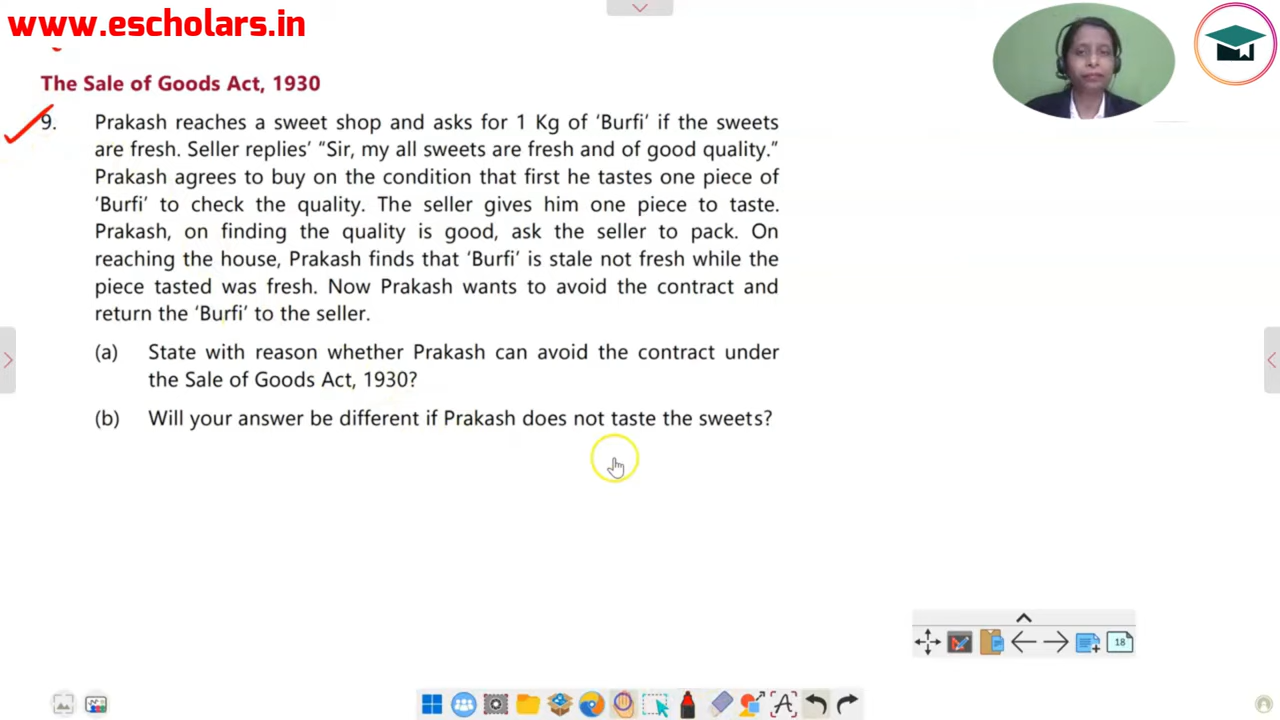 www.escholars.in
The Sale of Goods Act, 1930
9. Prakash reaches a sweet shop and asks for 1 Kg of ‘Burfi’ if the sweets
are fresh. Seller replies’ “Sir, my all sweets are fresh and of good quality.”
Prakash agrees to buy on the condition that first he tastes one piece of
‘Burfi’ to check the quality. The seller gives him one piece to taste.
Prakash, on finding the quality is good, ask the seller to pack. On
reaching the house, Prakash finds that ‘Burfi’ is stale not fresh while the
piece tasted was fresh. Now Prakash wants to avoid the contract and
return the ‘Burfi’ to the seller.
(a) State with reason whether Prakash can avoid the contract under
the Sale of Goods Act, 1930?
(b) Will your answer be different if Prakash does not taste the sweets?
18